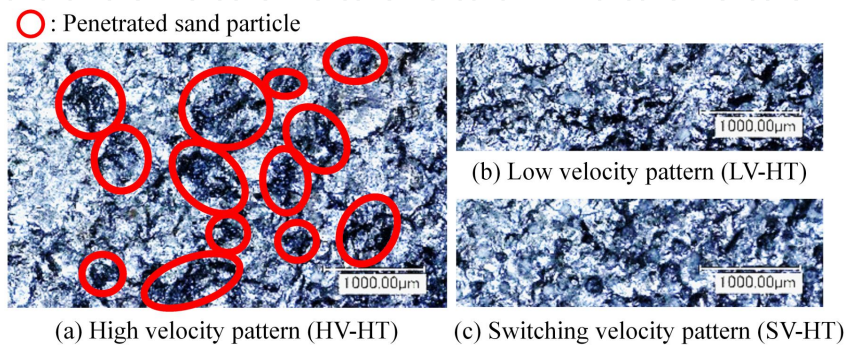 : Penetrated sand particle
1000.00µm
(a) High velocity pattern (HV-HT)
1000.00µm
(b) Low velocity pattern (LV-HT)
1000.00µm
(c) Switching velocity pattern (SV-HT)